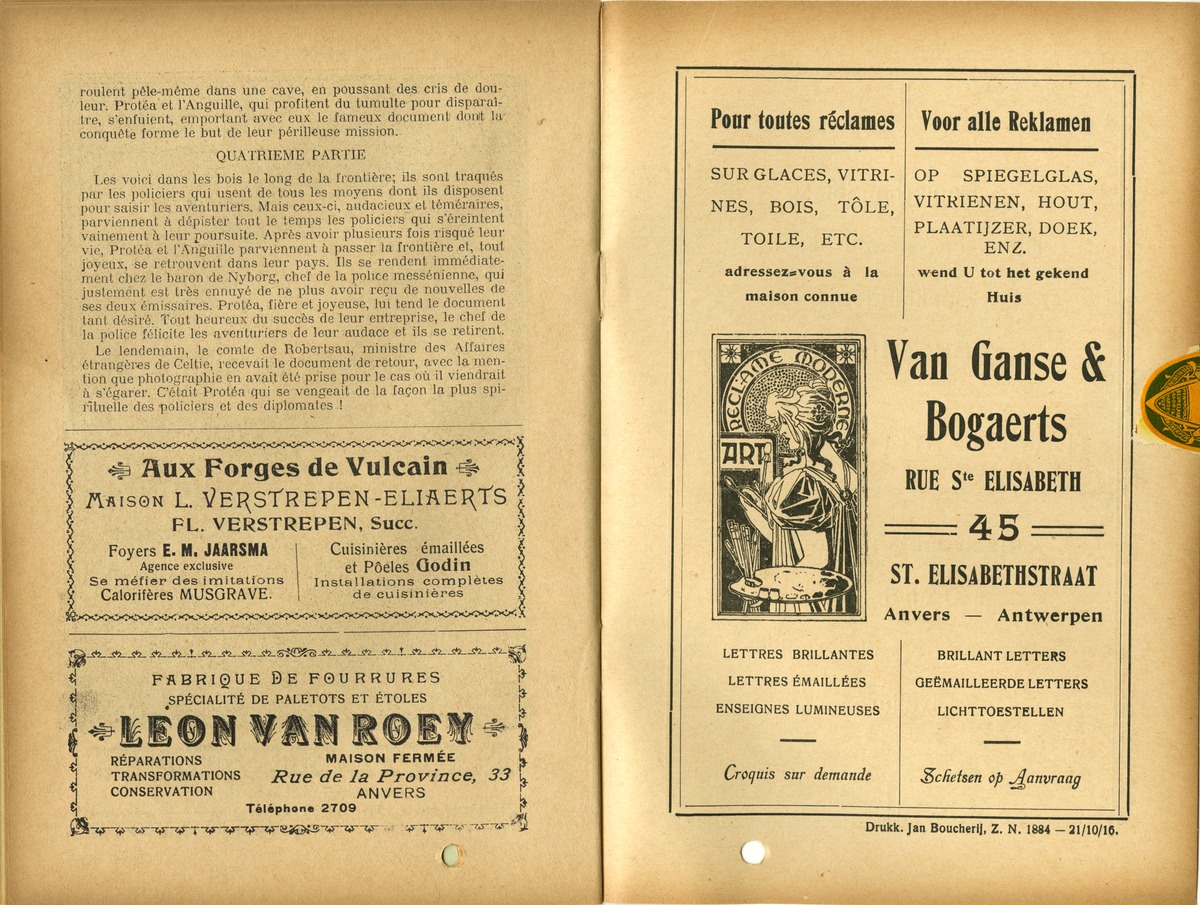 roulent pêle-même dans une cave, en poussant des cris de dou-
leur. Protéa et l'Anguille, qui profitent du tumulte pour disparaî-
tre, s'enfuient, emportant avec eux le fameux document dont la
conquête forme le but de leur périlleuse mission.
QUATRIEME PARTIE
Les voici dans les bois le long de la frontière; ils sont traqués
par les policiers qui usent de tous les moyens dont ils disposent
pour saisir les aventuriers. Mais ceux-ci, audacieux et téméraires,
parviennent à dépister tout le temps les policiers qui s'éreintent
vainement à leur poursuite. Après avoir plusieurs fois risqué leur
vie, Protéa et l'Anguille parviennent à passer la frontière et, tout
joyeux, se retrouvent dans leur pays. Ils se rendent immédiate-
ment chez le baron de Nyborg, chef de la police messénienne, qui
justement est très ennuyé de ne plus avoir reçu de nouvelles de
ses deux émissaires. Protéa, fière et joyeuse, lui tend le document
tant désiré. Tout heureux du succès de leur entreprise, le chef de
la police félicite les aventuriers de leur audace et ils se retirent.
Le lendemain, le comte de Robertsau, ministre des Affaires
étrangères de Celtie, recevait le document de retour, avec la men-
tion que photographie en avait été prise pour le cas où il viendrait
à s'égarer. C'était Protéa qui se vengeait de la façon la plus spi-
rituelle des policiers et des diplomates !
Aux Forges de Vulcain
MAISON L. VERSTREPEN-ELIAERTS
FL. VERSTREPEN, Succ.
Foyers E. M. JAARSMA
Agence exclusive
Se méfier des imitations
Calorifères MUSGRAVE.
Cuisinières émaillées
et Pôeles Godin
Installations complètes
de cuisinières
FABRIQUE DE FOURRURES
SPÉCIALITÉ DE PALETOTS ET ÉTOLES
LÉON VAN ROEY
RÉPARATIONS
TRANSFORMATIONS
CONSERVATION
MAISON FERMÉE
Rue de la Province, 33
ANVERS
Téléphone 2709
Pour toutes réclames
SUR GLACES, VITRI-
NES, BOIS, TÔLE,
TOILE, ETC.
adressez=vous à la
maison connue
Voor alle Reklamen
OP SPIEGELGLAS,
VITRIENEN, HOUT,
PLAATIJZER, DOEK,
ENZ.
wend U tot het gekend
Huis
RECLAME MODERNE
ART
Van Ganse &
Bogaerts
RUE Ste ELISABETH
45
ST. ELISABETHSTRAAT
Anvers — Antwerpen
LETTRES BRILLANTES
LETTRES ÉMAILLÉES
ENSEIGNES LUMINEUSES
Croquis sur demande
BRILLANT LETTERS
GEËMAILLEERDE LETTERS
LICHTTOESTELLEN
Schetsen op Aanvraag
Drukk. Jan Boucherij, Z. N. 1884 — 21/10/16.